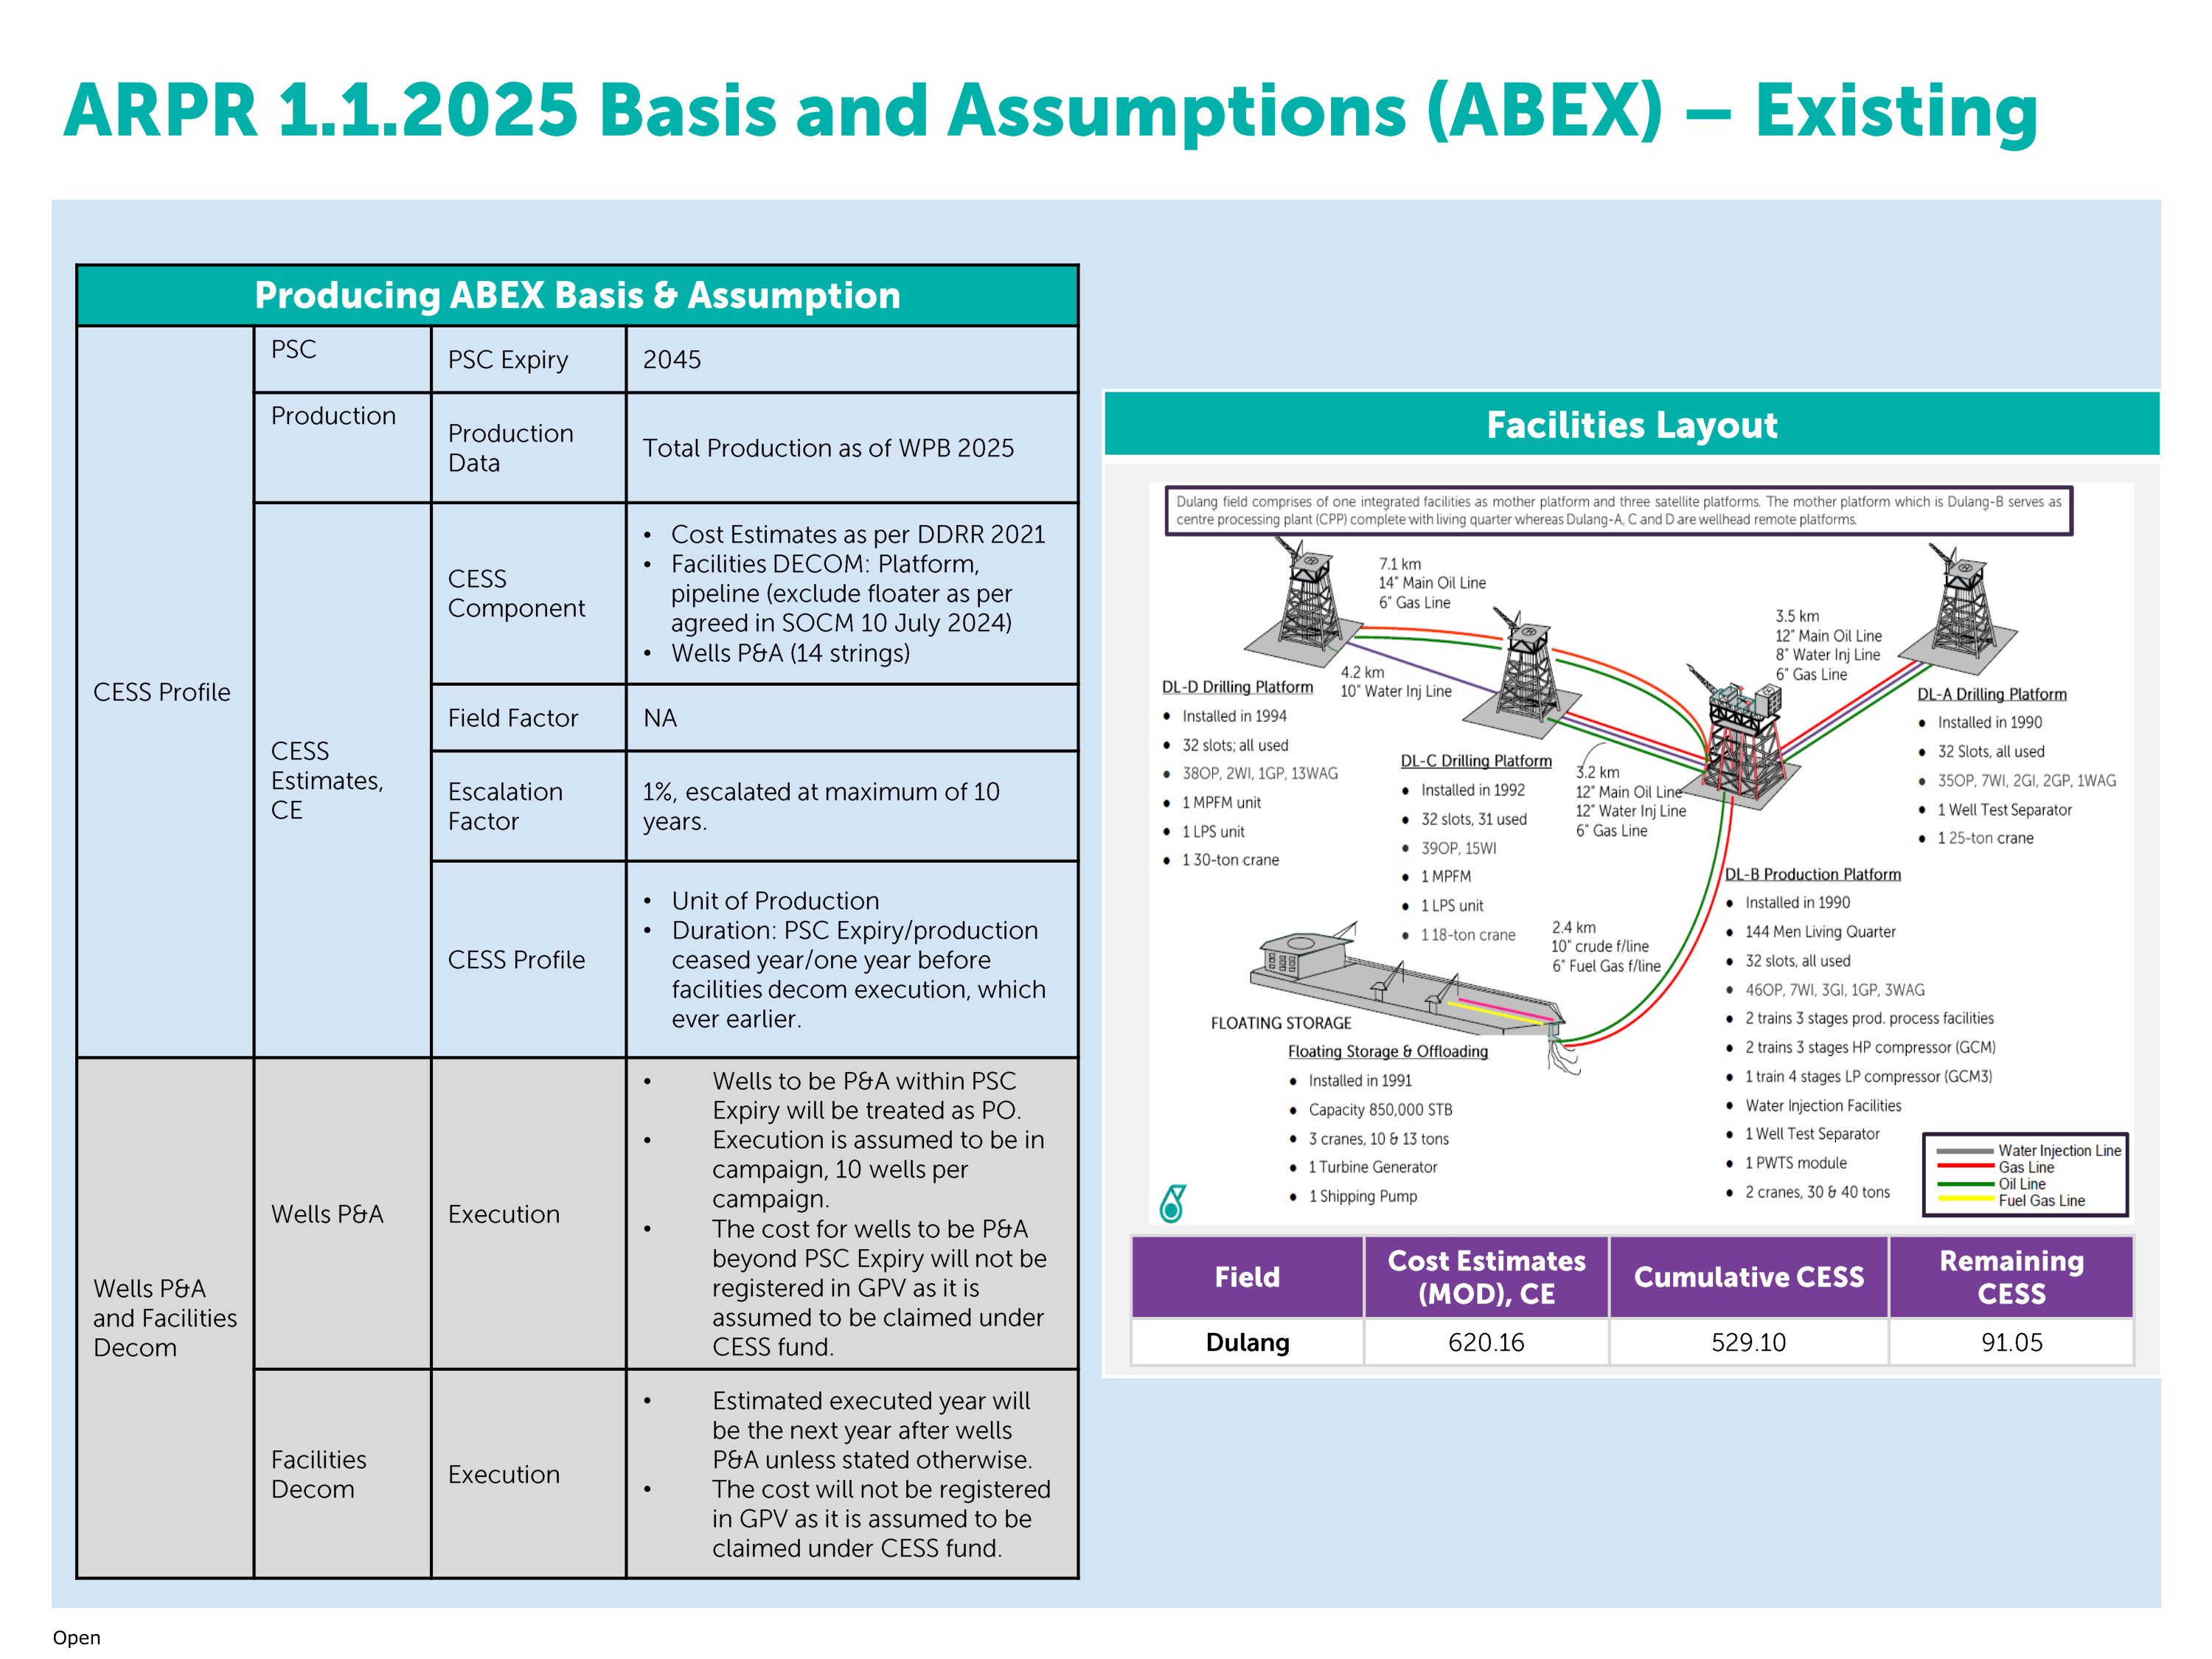 ARPR 1.1.2025 Basis and Assumptions (ABEX) – Existing
Producing ABEX Basis & Assumption
CESS Profile
PSC
PSC Expiry
2045
Production
Production
Data
Total Production as of WPB 2025
CESS
Estimates,
CE
CESS
Component
• Cost Estimates as per DDRR 2021
• Facilities DECOM: Platform,
pipeline (exclude floater as per
agreed in SOCM 10 July 2024)
• Wells P&A (14 strings)
Field Factor
NA
Escalation
Factor
1%, escalated at maximum of 10
years.
CESS Profile
• Unit of Production
• Duration: PSC Expiry/production
ceased year/one year before
facilities decom execution, which
ever earlier.
Wells P&A
and Facilities
Decom
Wells P&A
Execution
• Wells to be P&A within PSC
Expiry will be treated as PO.
• Execution is assumed to be in
campaign, 10 wells per
campaign.
• The cost for wells to be P&A
beyond PSC Expiry will not be
registered in GPV as it is
assumed to be claimed under
CESS fund.
Facilities
Decom
Execution
• Estimated executed year will
be the next year after wells
P&A unless stated otherwise.
• The cost will not be registered
in GPV as it is assumed to be
claimed under CESS fund.
Facilities Layout
Dulang field comprises of one integrated facilities as mother platform and three satellite platforms. The mother platform which is Dulang-B serves as
centre processing plant (CPP) complete with living quarter whereas Dulang-A, C and D are wellhead remote platforms.
7.1 km
14" Main Oil Line
6" Gas Line
3.5 km
12" Main Oil Line
8" Water Inj Line
6" Gas Line
4.2 km
10" Water Inj Line
DL-D Drilling Platform
• Installed in 1994
• 32 slots; all used
• 38OP, 2WI, 1GP, 13WAG
• 1 MPFM unit
• 1 LPS unit
• 1 30-ton crane
DL-C Drilling Platform
• Installed in 1992
• 32 slots, 31 used
• 39OP, 15WI
• 1 MPFM
• 1 LPS unit
• 1 18-ton crane
3.2 km
12" Main Oil Line
12" Water Inj Line
6" Gas Line
DL-A Drilling Platform
• Installed in 1990
• 32 Slots, all used
• 35OP, 7WI, 2GI, 2GP, 1WAG
• 1 Well Test Separator
• 1 25-ton crane
2.4 km
10" crude f/line
6" Fuel Gas f/line
DL-B Production Platform
• Installed in 1990
• 144 Men Living Quarter
• 32 slots, all used
• 46OP, 7WI, 3GI, 1GP, 3WAG
• 2 trains 3 stages prod. process facilities
• 2 trains 3 stages HP compressor (GCM)
• 1 train 4 stages LP compressor (GCM3)
• Water Injection Facilities
• 1 Well Test Separator
• 1 PWTS module
• 2 cranes, 30 & 40 tons
FLOATING STORAGE
Floating Storage & Offloading
• Installed in 1991
• Capacity 850,000 STB
• 3 cranes, 10 & 13 tons
• 1 Turbine Generator
• 1 Shipping Pump
Water Injection Line
Gas Line
Oil Line
Fuel Gas Line
Field
Cost Estimates
(MOD), CE
Cumulative CESS
Remaining
CESS
Dulang
620.16
529.10
91.05
Open